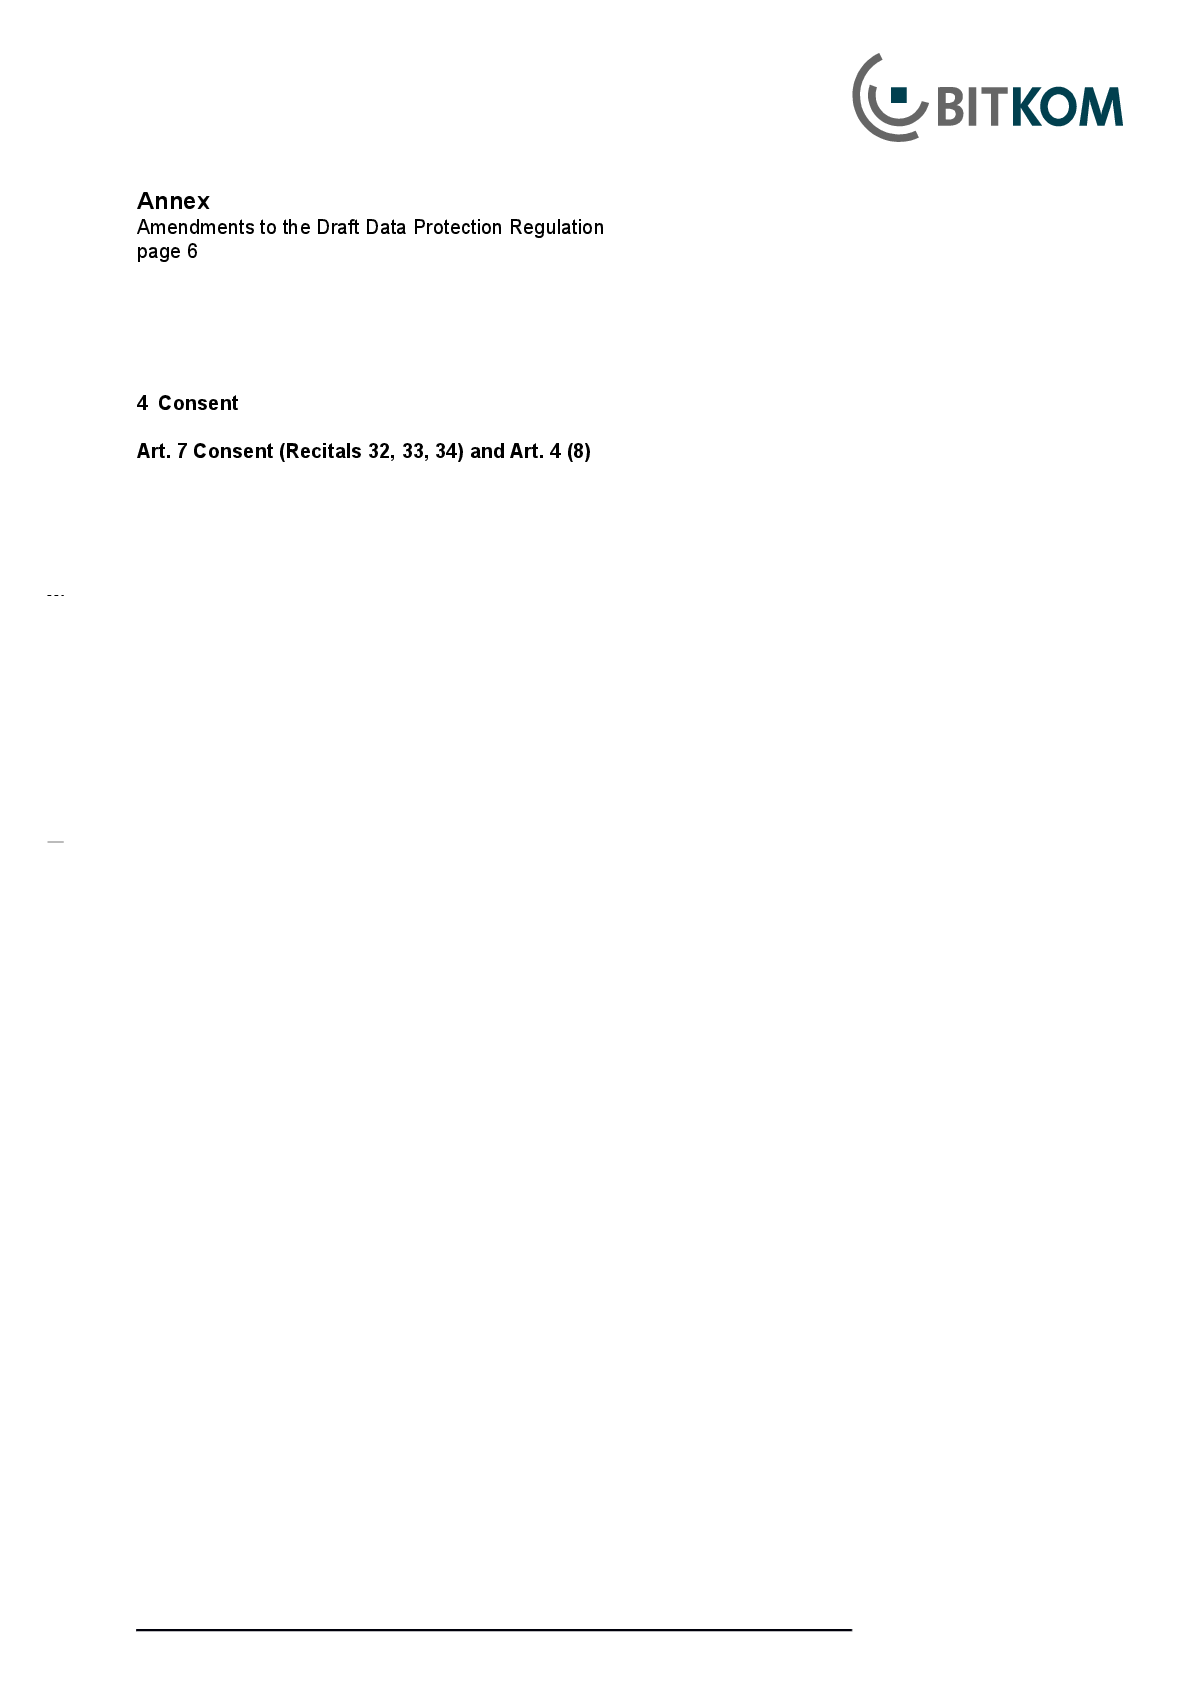 BITKOM
Annex
Amendments to the Draft Data Protection Regulation
page 6
4 Consent
Art. 7 Consent (Recitals 32, 33, 34) and Art. 4 (8)